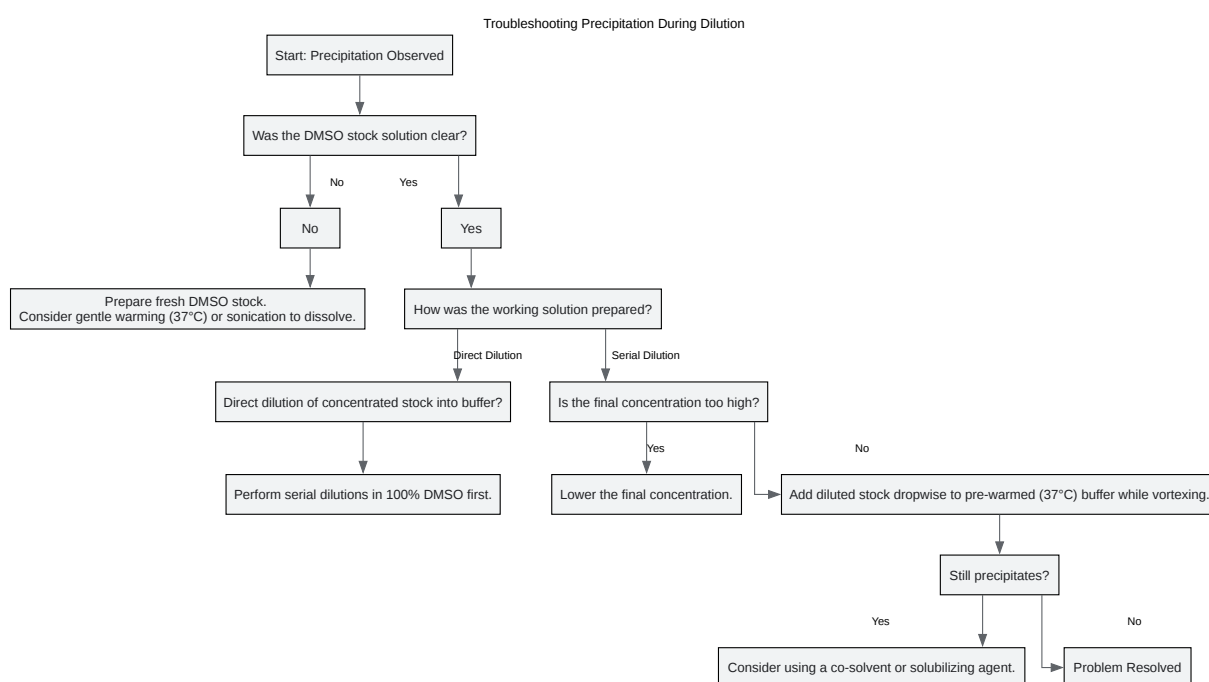 Troubleshooting Precipitation During Dilution
Start: Precipitation Observed
Was the DMSO stock solution clear?
No
Yes
No
Yes
Prepare fresh DMSO stock.
Consider gentle warming (37°C) or sonication to dissolve.
How was the working solution prepared?
Direct Dilution
Serial Dilution
Direct dilution of concentrated stock into buffer?
Is the final concentration too high?
Yes
No
Perform serial dilutions in 100% DMSO first.
Lower the final concentration.
Add diluted stock dropwise to pre-warmed (37°C) buffer while vortexing.
Still precipitates?
Yes
No
Consider using a co-solvent or solubilizing agent.
Problem Resolved